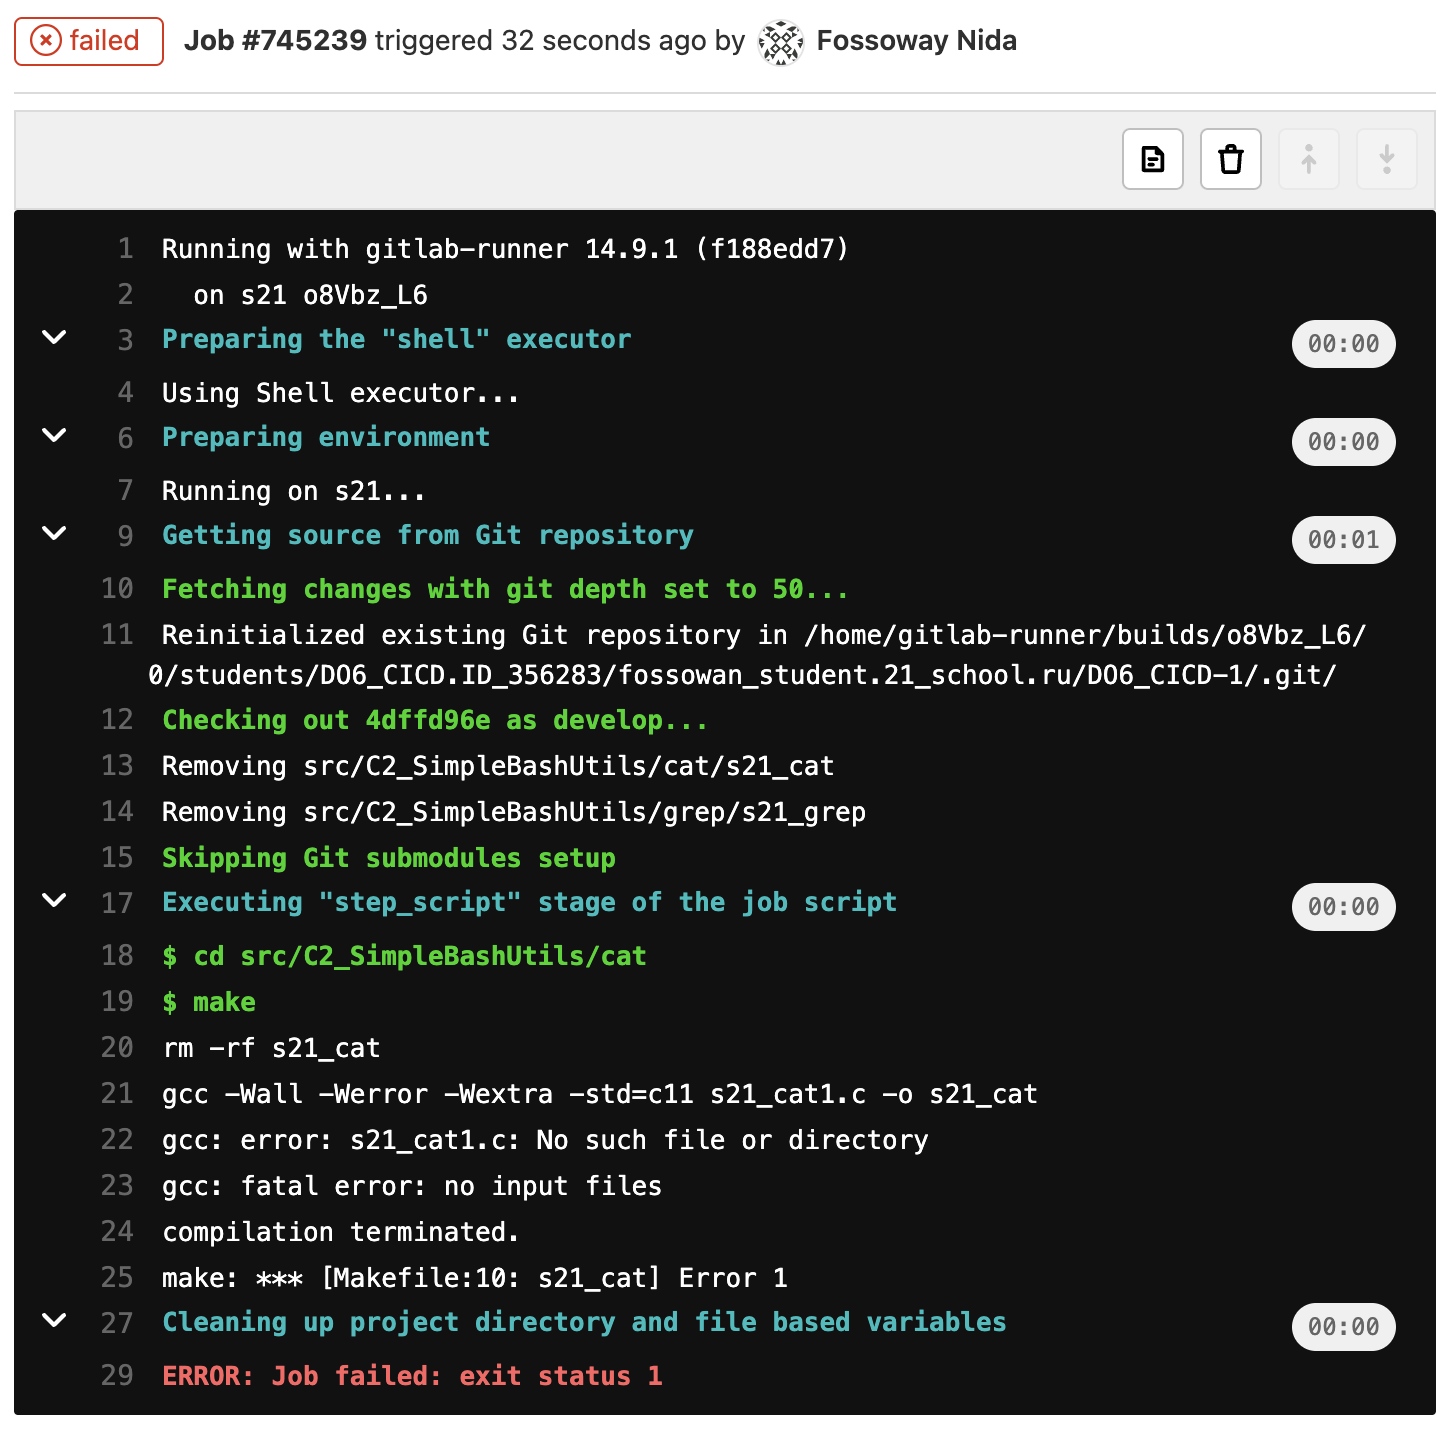 failed Job #745239 triggered 32 seconds ago by Fossoway Nida
1 Running with gitlab-runner 14.9.1 (f188edd7)
2 on s21 o8Vbz_L6
3 Preparing the "shell" executor 00:00
4 Using Shell executor...
6 Preparing environment 00:00
7 Running on s21...
9 Getting source from Git repository 00:01
10 Fetching changes with git depth set to 50...
11 Reinitialized existing Git repository in /home/gitlab-runner/builds/o8Vbz_L6/
0/students/DO6_CICD.ID_356283/fossowan_student.21_school.ru/DO6_CICD-1/.git/
12 Checking out 4dffd96e as develop...
13 Removing src/C2_SimpleBashUtils/cat/s21_cat
14 Removing src/C2_SimpleBashUtils/grep/s21_grep
15 Skipping Git submodules setup
17 Executing "step_script" stage of the job script 00:00
18 $ cd src/C2_SimpleBashUtils/cat
19 $ make
20 rm -rf s21_cat
21 gcc -Wall -Werror -Wextra -std=c11 s21_cat1.c -o s21_cat
22 gcc: error: s21_cat1.c: No such file or directory
23 gcc: fatal error: no input files
24 compilation terminated.
25 make: *** [Makefile:10: s21_cat] Error 1
27 Cleaning up project directory and file based variables 00:00
29 ERROR: Job failed: exit status 1